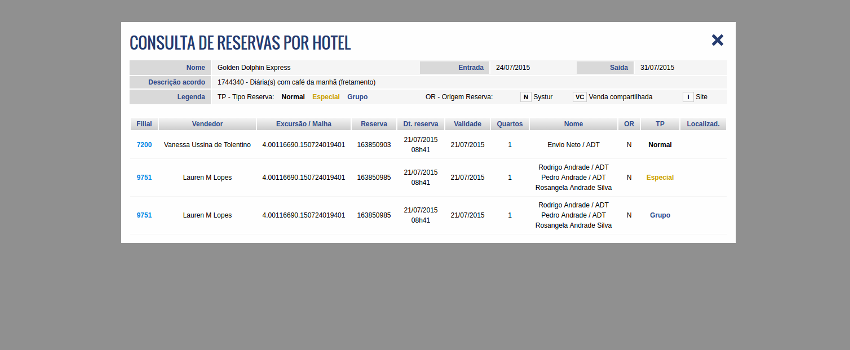 CONSULTA DE RESERVAS POR HOTEL
Nome Golden Dolphin Express Entrada 24/07/2015 Saída 31/07/2015
Descrição acordo 1744340 - Diária(s) com café da manhã (fretamento)
Legenda TP - Tipo Reserva: Normal Especial Grupo OR - Origem Reserva: N Systur VC Venda compartilhada I Site
Filial Vendedor Excursão / Malha Reserva Dt. reserva Validade Quartos Nome OR TP Localizad.
7200 Vanessa Ussina de Tolentino 4.00116690.150724019401 163850903 21/07/2015 21/07/2015 1 Envio Neto / ADT N Normal
08h41
Rodrigo Andrade / ADT
9751 Lauren M Lopes 4.00116690.150724019401 163850985 21/07/2015 21/07/2015 1 Pedro Andrade / ADT N Especial
08h41
Rosangela Andrade Silva
Rodrigo Andrade / ADT
9751 Lauren M Lopes 4.00116690.150724019401 163850985 21/07/2015 21/07/2015 1 Pedro Andrade / ADT N Grupo
08h41
Rosangela Andrade Silva